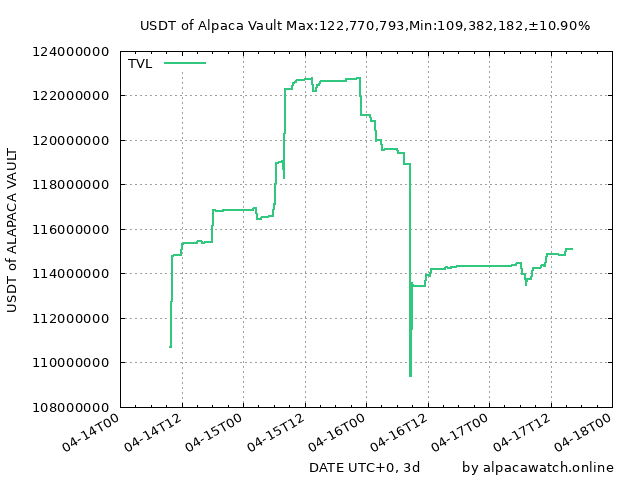 USDT of Alpaca Vault Max:122,770,793,Min:109,382,182,±10.90%
TVL
124000000
122000000
120000000
118000000
116000000
114000000
112000000
110000000
108000000
USDT of ALAPACA VAULT
04-14T00
04-14T12
04-15T00
04-15T12
04-16T00
04-16T12
04-17T00
04-17T12
04-18T00
DATE UTC+0, 3d
by alpacawatch.online